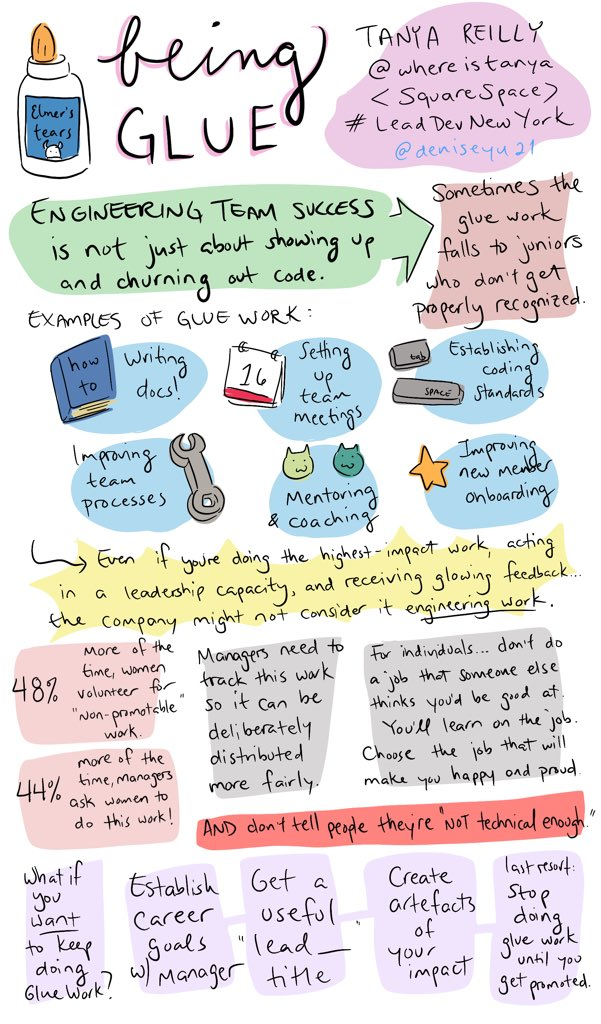 Elmer's
tears
being
GLUE
TANYA REILLY
@whereistanya
<SquareSpace>
#LeadDevNewYork
@deniseyu21
ENGINEERING TEAM SUCCESS
is not just about showing up
and churning out code.
Sometimes the
glue work
falls to juniors
who don't get
properly recognized.
EXAMPLES OF GLUE WORK:
how
to
Writing
docs!
16
Setting
up
team
meetings
tab
SPACE
Establishing
coding
standards
Improving
team
processes
Mentoring
& coaching
Improving
new member
onboarding
Even if you're doing the highest-impact work, acting
in a leadership capacity, and receiving glowing feedback...
the company might not consider it engineering work.
48%
more of the
time, women
volunteer for
"non-promotable"
work.
44%
more of the
time, managers
ask women to
do this work!
Managers need to
track this work
so it can be
deliberately
distributed
more fairly.
For individuals... don't do
a job that someone else
thinks you'd be good at.
You'll learn on the job.
Choose the job that will
make you happy and proud.
AND don't tell people they're "NOT technical enough."
What if
you
want
to keep
doing
Glue Work?
Establish
career
goals
w/ manager
Get a
useful
"lead __"
title
Create
artefacts
of
your
impact
last resort:
Stop
doing
glue work
until you
get promoted.